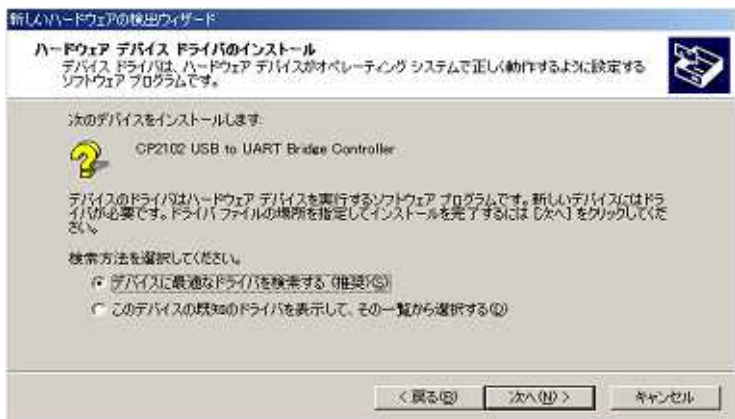 新しいハードウェアの検出ウィザード
ハードウェア デバイス ドライバのインストール
デバイス ドライバは、ハードウェア デバイスがオペレーティング システムで正しく動作するように設定する
ソフトウェア プログラムです。
次のデバイスをインストールします:
CP2102 USB to UART Bridge Controller
デバイスのドライバはハードウェア デバイスを実行するソフトウェア プログラムです。新しいデバイスにはドラ
イバが必要です。ドライバ ファイルの場所を指定してインストールを完了するには [次へ] をクリックしてくだ
さい。
検索方法を選択してください。
デバイスに最適なドライバを検索する (推奨)(S)
このデバイスの既知のドライバを表示して、その一覧から選択する(D)
< 戻る(B)
次へ(N) >
キャンセル